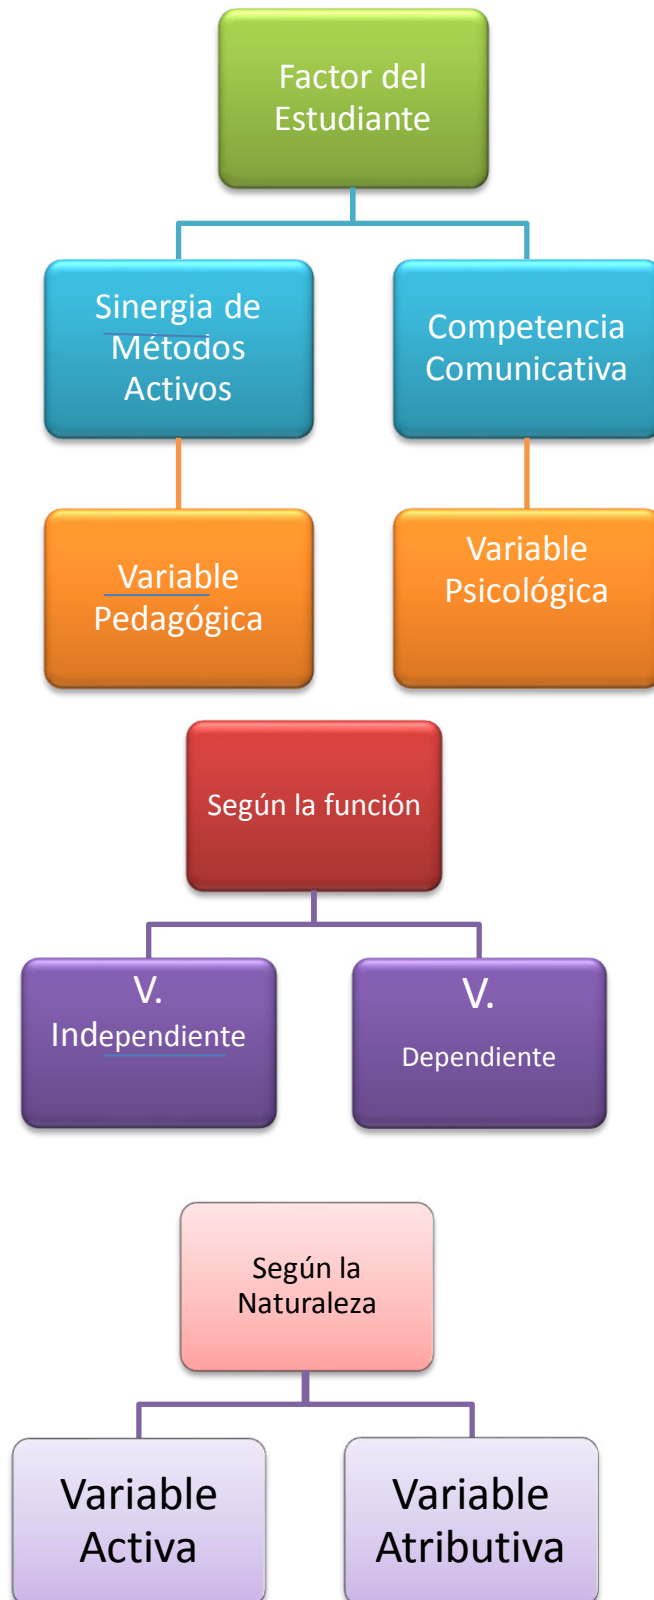 Factor del
Estudiante
Sinergia de
Métodos
Activos
Competencia
Comunicativa
Variable
Pedagógica
Variable
Psicológica
Según la función
V.
Independiente
V.
Dependiente
Según la
Naturaleza
Variable
Activa
Variable
Atributiva